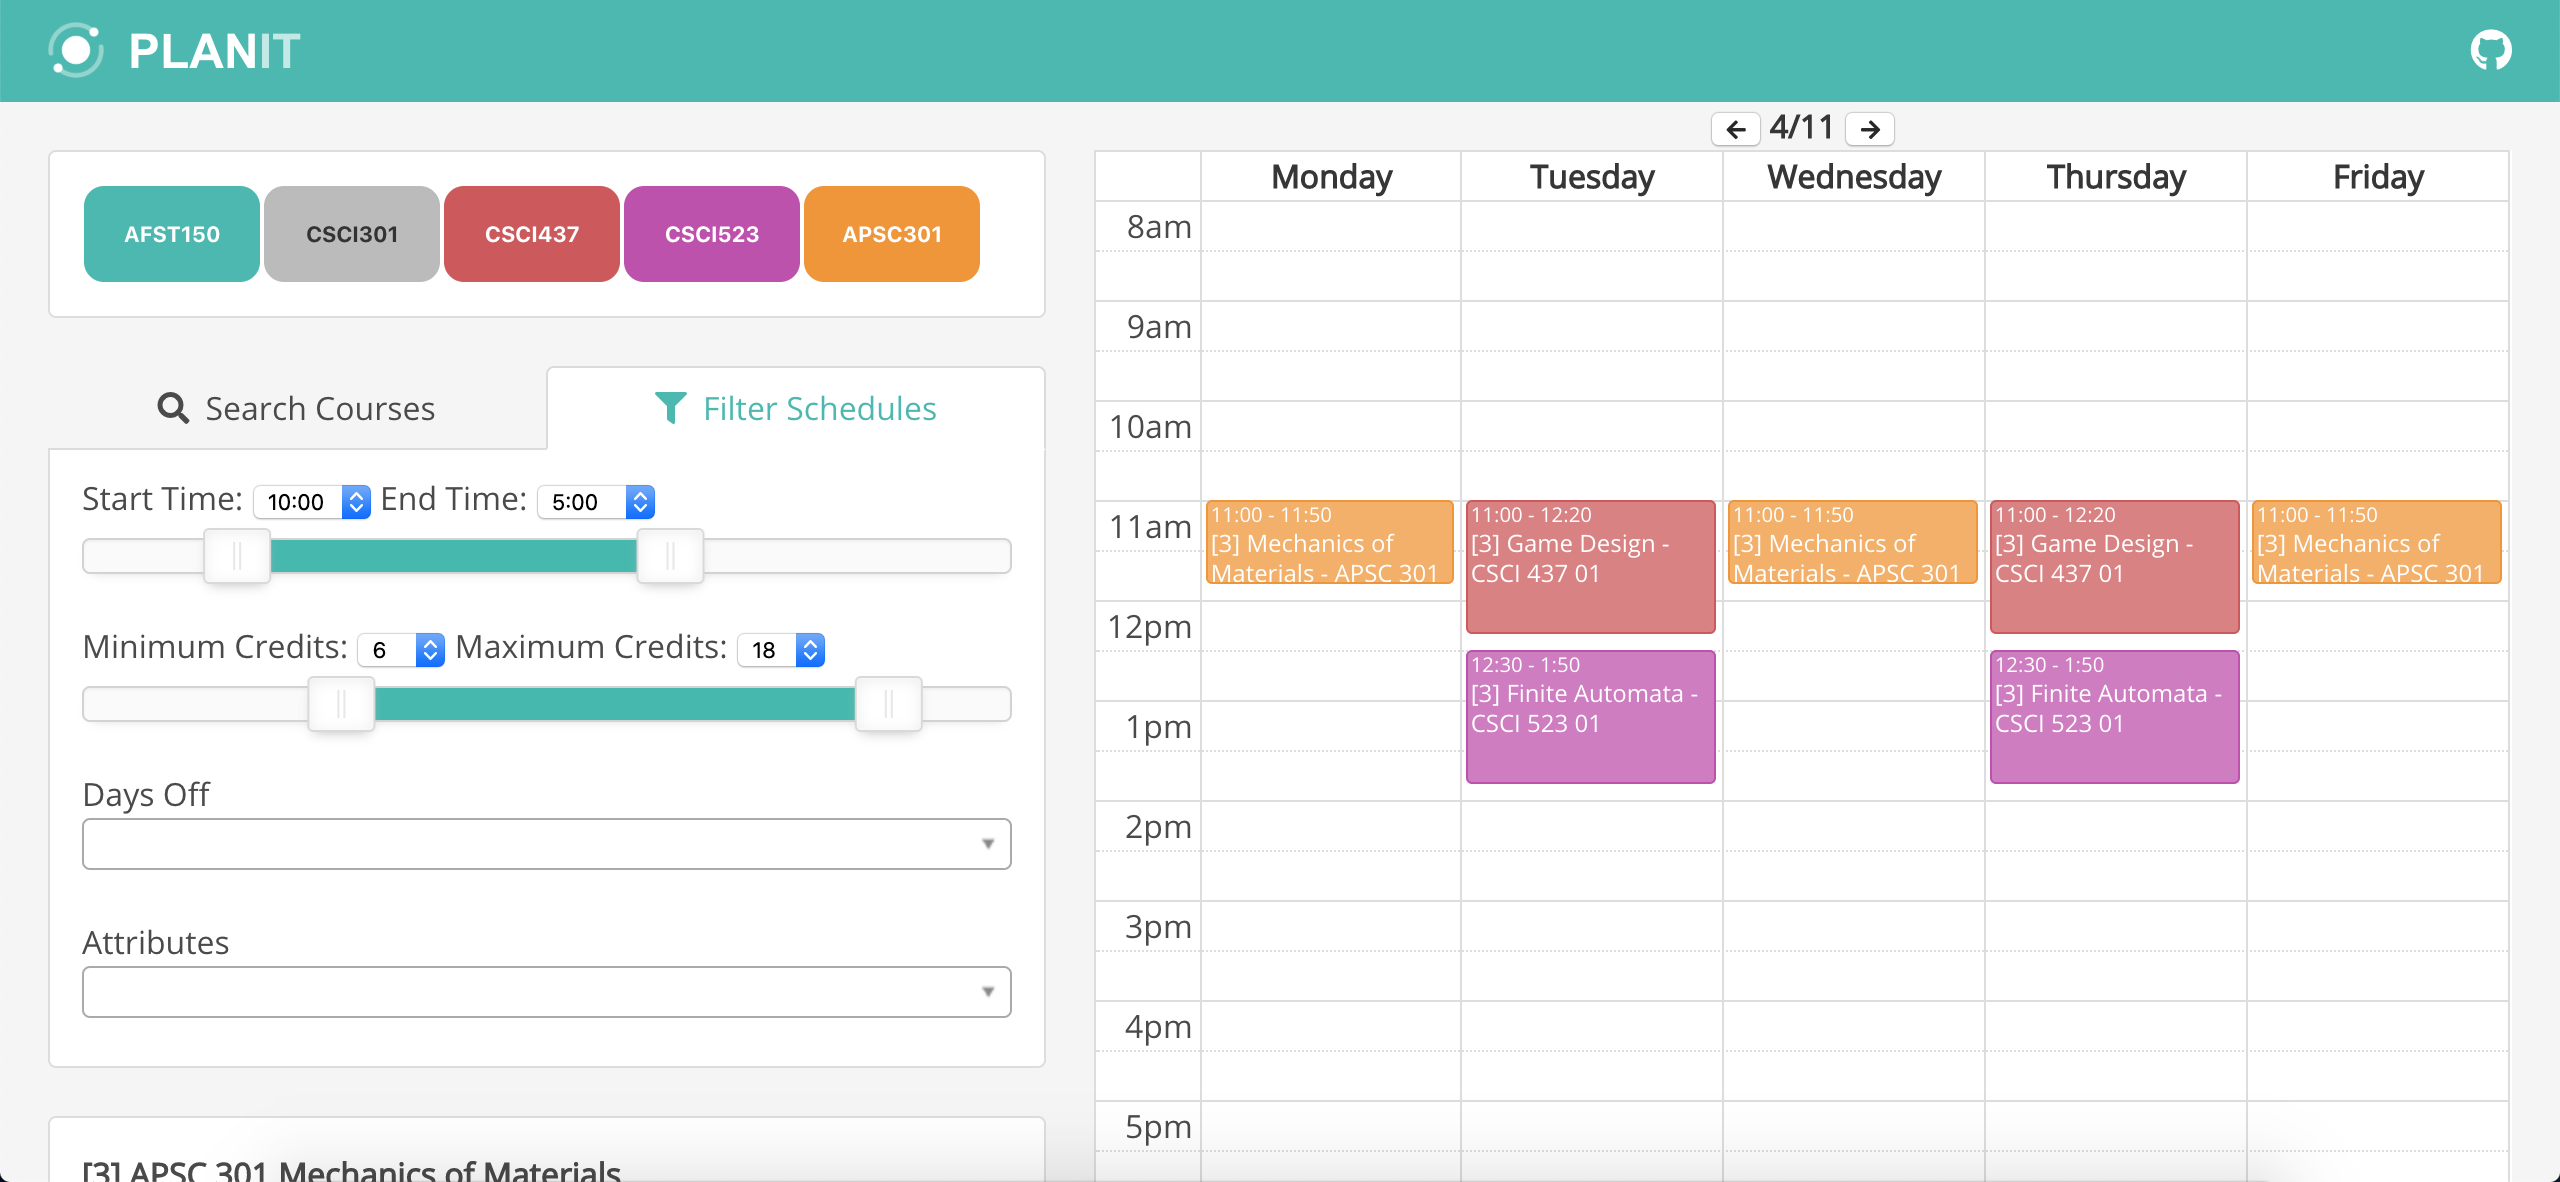 PLANIT
AFST150
CSCI301
CSCI437
CSCI523
APSC301
Search Courses
Filter Schedules
Start Time: 10:00 End Time: 5:00
Minimum Credits: 6 Maximum Credits: 18
Days Off
Attributes
[3] APSC 301 Mechanics of Materials
4/11
Monday
Tuesday
Wednesday
Thursday
Friday
8am
9am
10am
11am
12pm
1pm
2pm
3pm
4pm
5pm
11:00 - 11:50
[3] Mechanics of
Materials - APSC 301
11:00 - 12:20
[3] Game Design -
CSCI 437 01
12:30 - 1:50
[3] Finite Automata -
CSCI 523 01
11:00 - 11:50
[3] Mechanics of
Materials - APSC 301
11:00 - 12:20
[3] Game Design -
CSCI 437 01
12:30 - 1:50
[3] Finite Automata -
CSCI 523 01
11:00 - 11:50
[3] Mechanics of
Materials - APSC 301